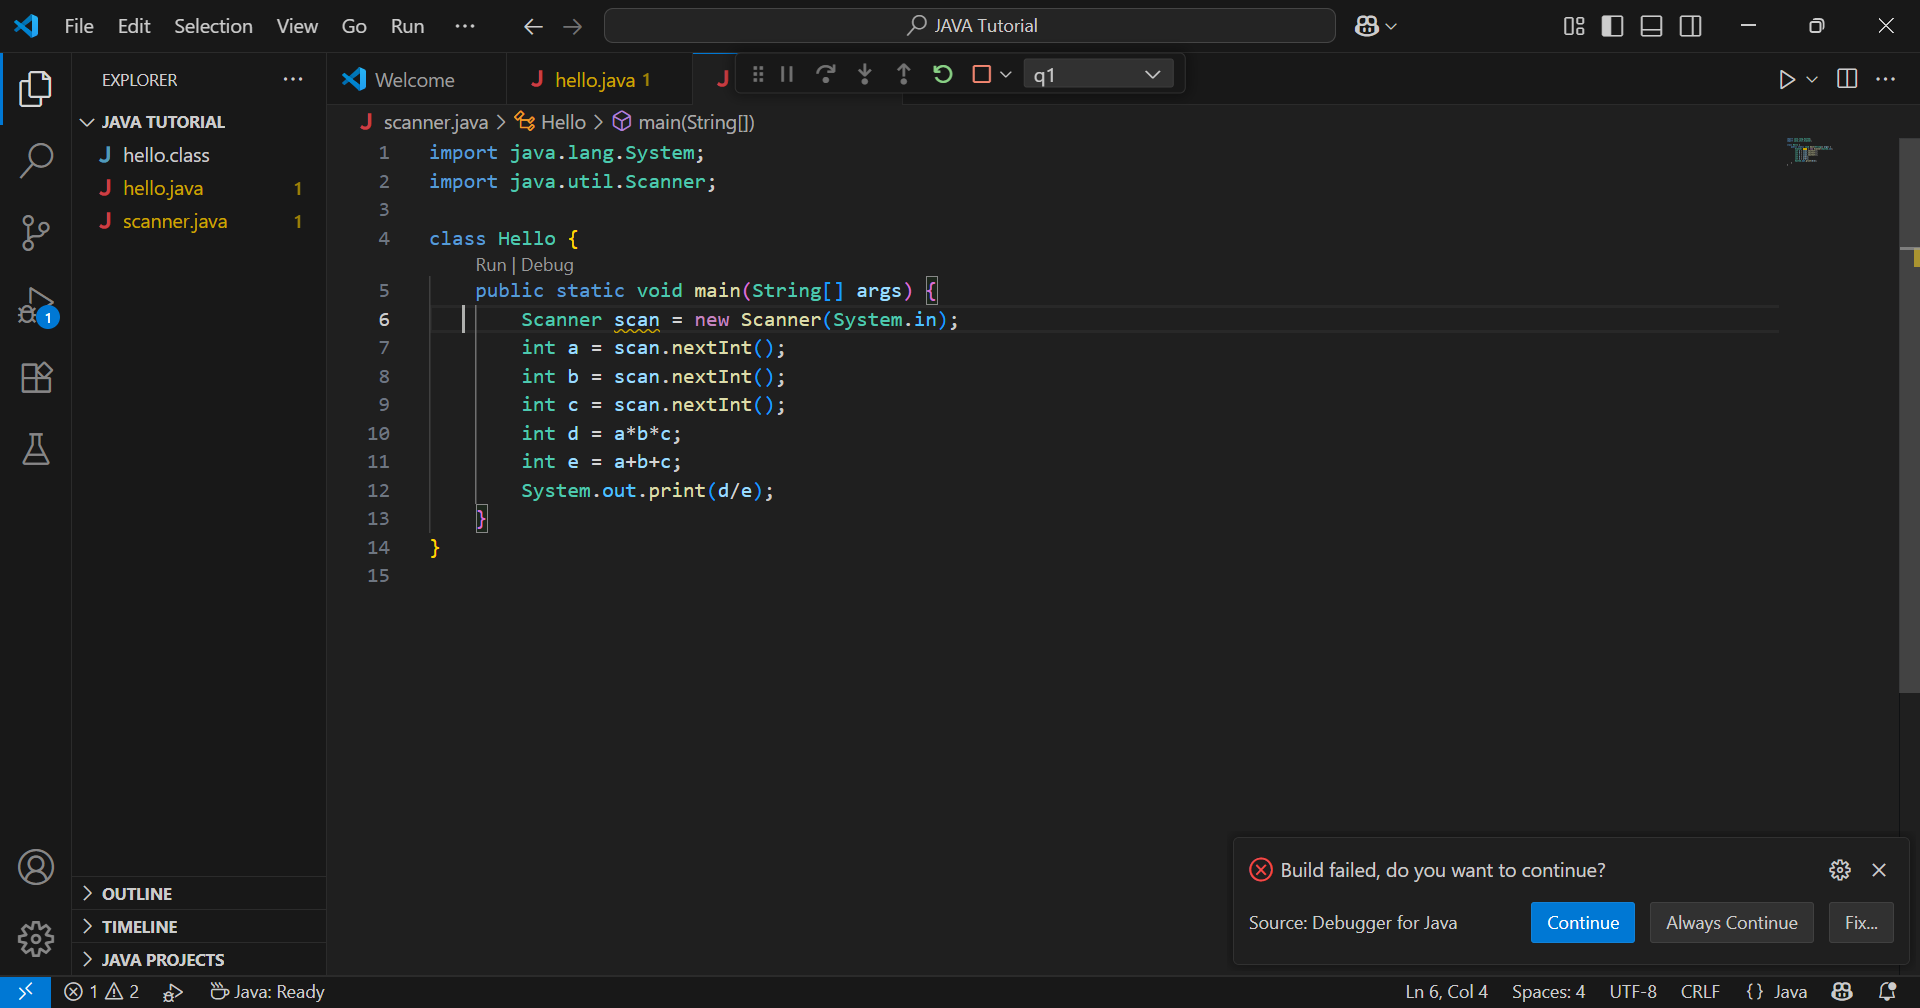 File Edit Selection View Go Run ··· JAVA Tutorial
EXPLORER ···
JAVA TUTORIAL
J hello.class
J hello.java 1
J scanner.java 1
Welcome
J hello.java 1
J
q1
J scanner.java > Hello > main(String[])
1 import java.lang.System;
2 import java.util.Scanner;
3
4 class Hello {
Run | Debug
5 public static void main(String[] args) {
6 Scanner scan = new Scanner(System.in);
7 int a = scan.nextInt();
8 int b = scan.nextInt();
9 int c = scan.nextInt();
10 int d = a*b*c;
11 int e = a+b+c;
12 System.out.print(d/e);
13 }
14 }
15
1
OUTLINE
TIMELINE
JAVA PROJECTS
Build failed, do you want to continue?
Source: Debugger for Java Continue Always Continue Fix...
1 2 Java: Ready Ln 6, Col 4 Spaces: 4 UTF-8 CRLF {} Java